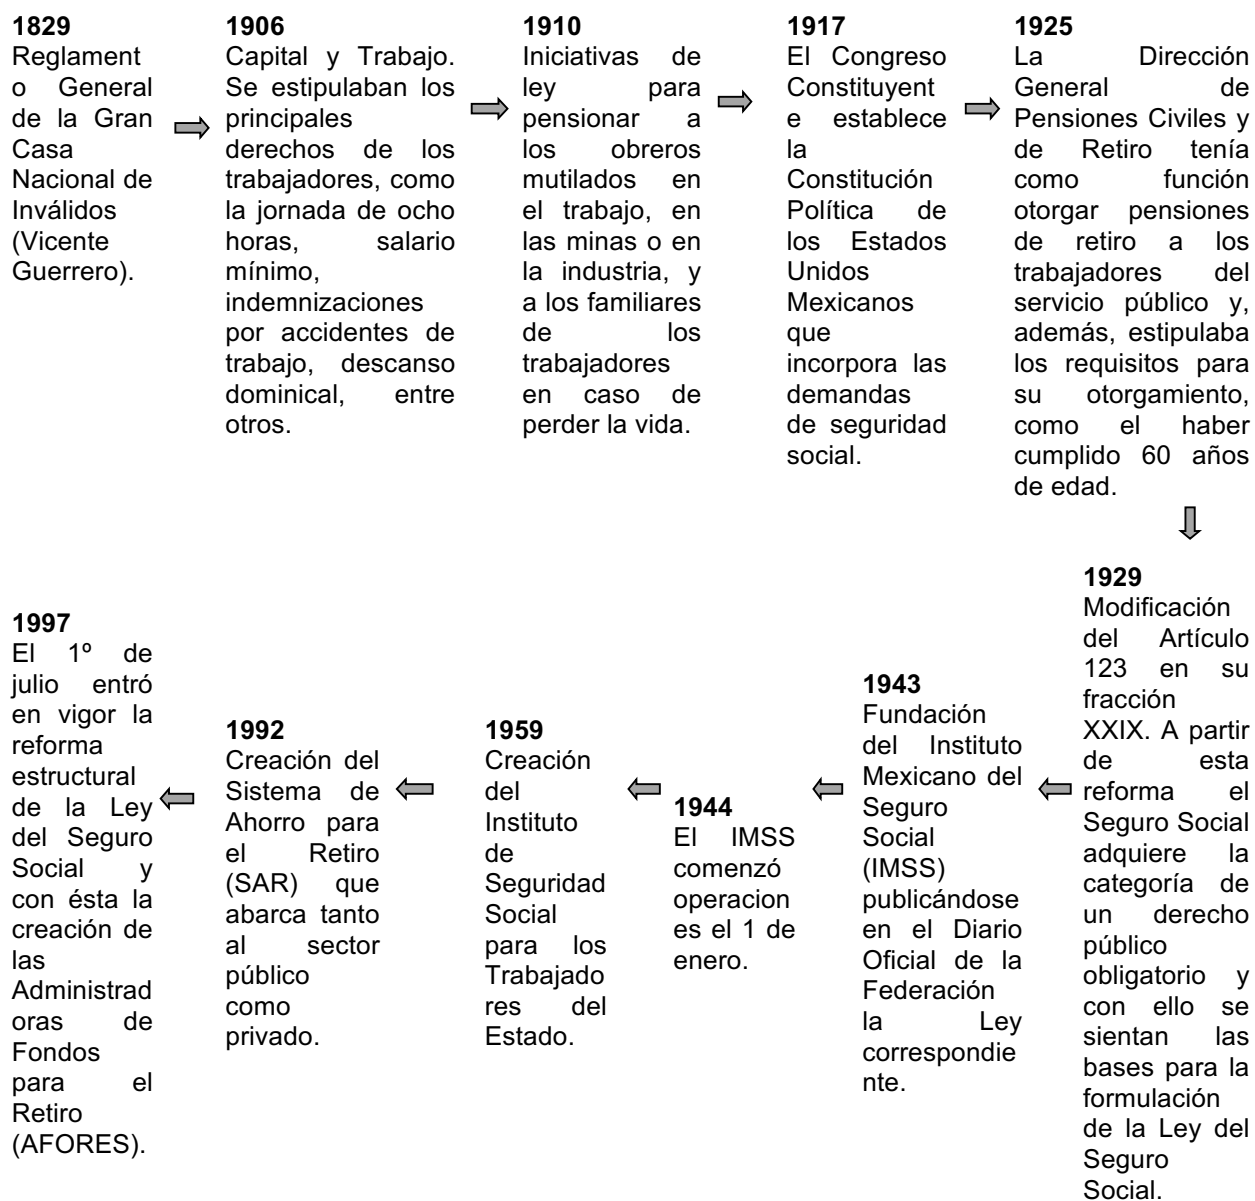 1829
Reglament
o General
de la Gran
Casa
Nacional de
Inválidos
(Vicente
Guerrero).
1906
Capital y Trabajo.
Se estipulaban los
principales
derechos de los
trabajadores, como
la jornada de ocho
horas, salario
mínimo,
indemnizaciones
por accidentes de
trabajo, descanso
dominical, entre
otros.
1910
Iniciativas de
ley para
pensionar a
los obreros
mutilados en
el trabajo, en
las minas o en
la industria, y
a los familiares
de los
trabajadores
en caso de
perder la vida.
1917
El Congreso
Constituyent
e establece
la
Constitución
Política de
los Estados
Unidos
Mexicanos
que
incorpora las
demandas
de seguridad
social.
1925
La Dirección
General de
Pensiones Civiles y
de Retiro tenía
como función
otorgar pensiones
de retiro a los
trabajadores del
servicio público y,
además, estipulaba
los requisitos para
su otorgamiento,
como el haber
cumplido 60 años
de edad.
1929
Modificación
del Artículo
123 en su
fracción
XXIX. A partir
de esta
reforma el
Seguro Social
adquiere la
categoría de
un derecho
público
obligatorio y
con ello se
sientan las
bases para la
formulación
de la Ley del
Seguro
Social.
1943
Fundación
del Instituto
Mexicano del
Seguro
Social
(IMSS)
publicándose
en el Diario
Oficial de la
Federación
la Ley
correspondie
nte.
1944
El IMSS
comenzó
operacion
es el 1 de
enero.
1959
Creación
del
Instituto
de
Seguridad
Social
para los
Trabajado
res del
Estado.
1992
Creación del
Sistema de
Ahorro para
el Retiro
(SAR) que
abarca tanto
al sector
público
como
privado.
1997
El 1º de
julio entró
en vigor la
reforma
estructural
de la Ley
del Seguro
Social y
con ésta la
creación de
las
Administrad
oras de
Fondos
para el
Retiro
(AFORES).